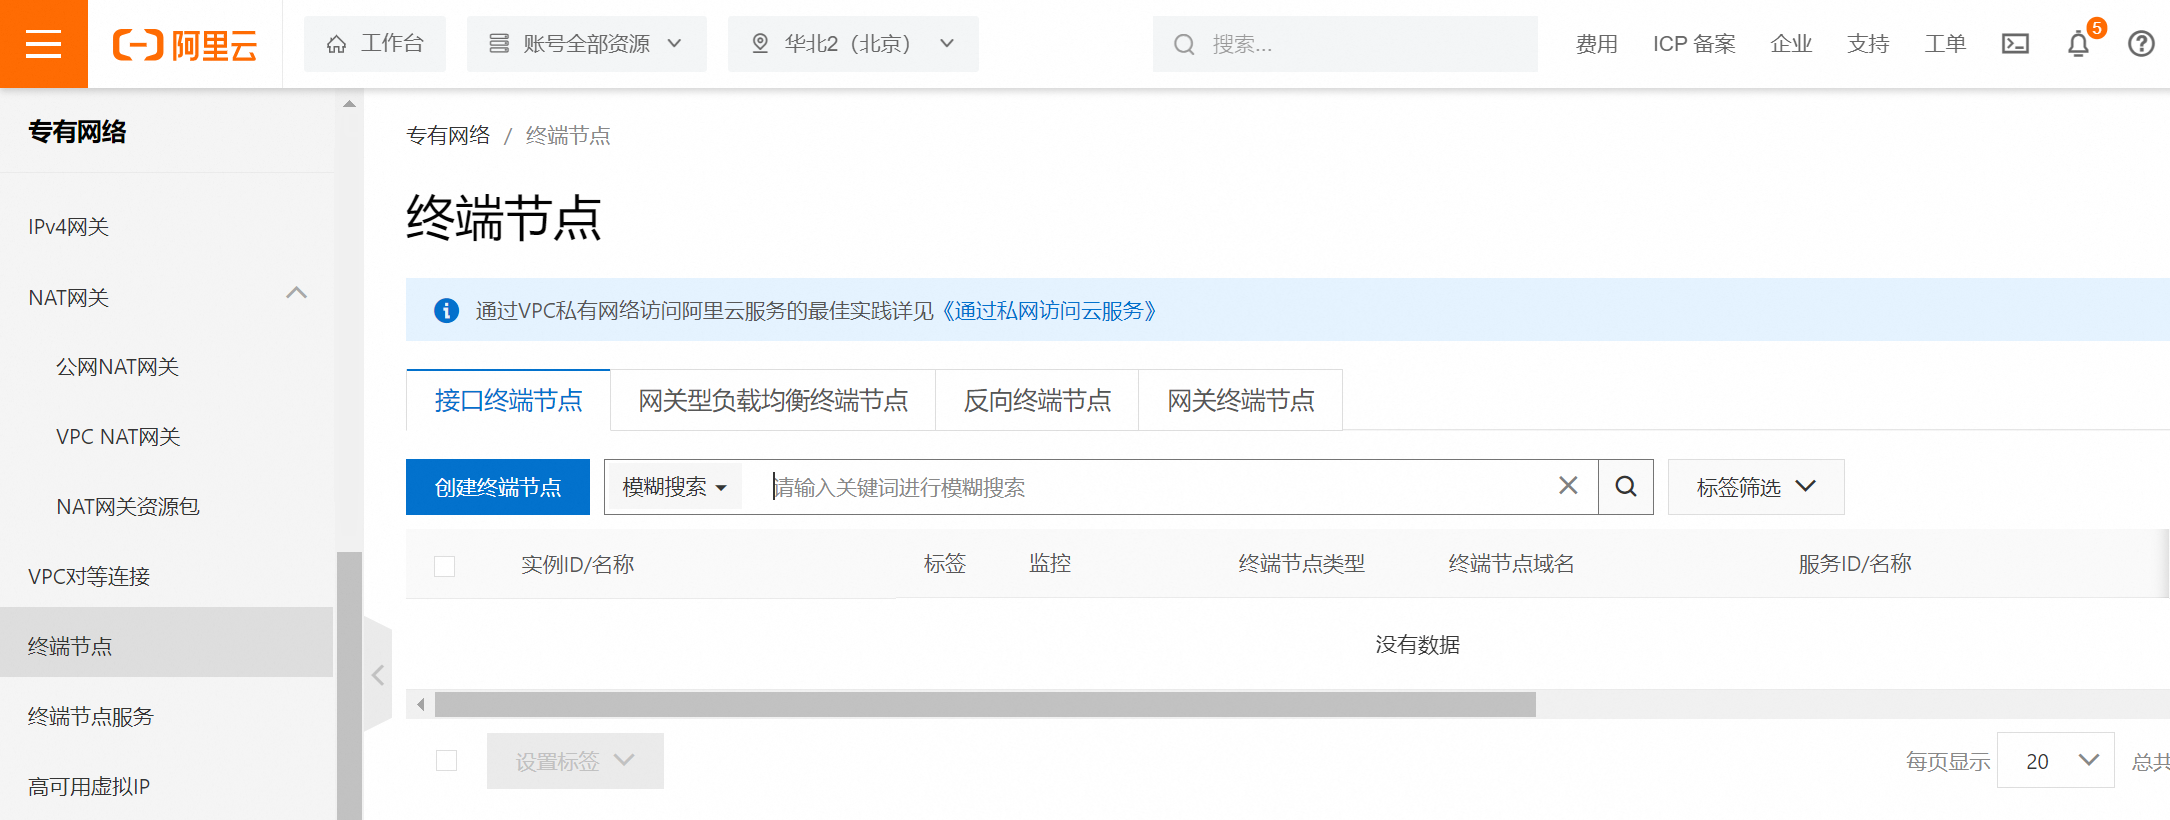 阿里云
工作台
账号全部资源
华北2（北京）
搜索...
费用
ICP 备案
企业
支持
工单
5
专有网络
IPv4网关
NAT网关
公网NAT网关
VPC NAT网关
NAT网关资源包
VPC对等连接
终端节点
终端节点服务
高可用虚拟IP
专有网络 / 终端节点
终端节点
通过VPC私有网络访问阿里云服务的最佳实践详见《通过私网访问云服务》
接口终端节点
网关型负载均衡终端节点
反向终端节点
网关终端节点
创建终端节点
模糊搜索
请输入关键词进行模糊搜索
标签筛选
实例ID/名称
标签
监控
终端节点类型
终端节点域名
服务ID/名称
没有数据
设置标签
每页显示
20
总共